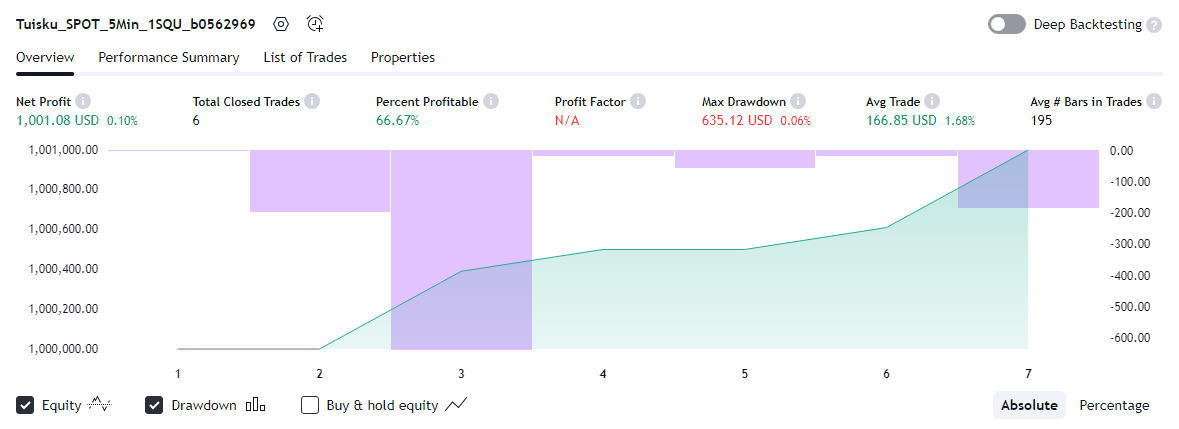 Tuisku_SPOT_5Min_1SQU_b0562969
Deep Backtesting ?
Overview Performance Summary List of Trades Properties
Net Profit i Total Closed Trades i Percent Profitable i Profit Factor i Max Drawdown i Avg Trade i Avg # Bars in Trades i
1,001.08 USD 0.10% 6 66.67% N/A 635.12 USD 0.06% 166.85 USD 1.68% 195
1,001,000.00 0.00
1,000,800.00 -100.00
1,000,600.00 -200.00
1,000,400.00 -300.00
1,000,200.00 -400.00
1,000,000.00 -500.00
-600.00
1 2 3 4 5 6 7
Equity Drawdown Buy & hold equity Absolute Percentage